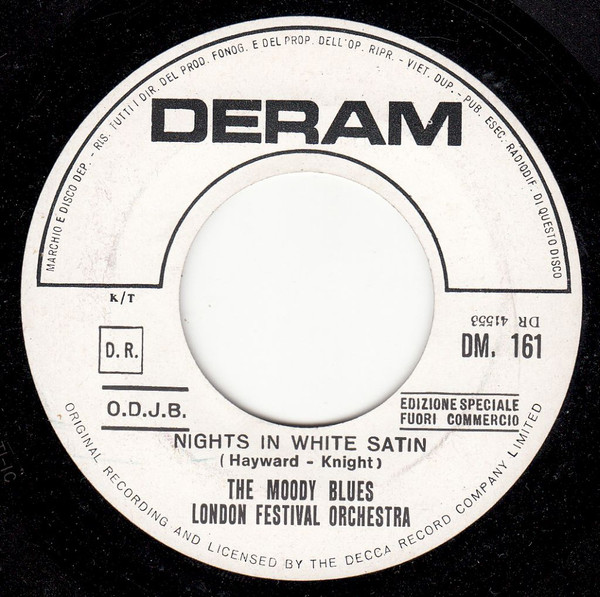 MARCHIO E DISCO DEP. - RIS. TUTTI I DIR. DEL PROD. FONOG. E DEL PROP. DELL'OP. RIPR. - VIET. DUP. - PUB. ESEC. RADIODIF. DI QUESTO DISCO
DERAM
K/T
DR 41553
D.R.
DM. 161
O.D.J.B.
EDIZIONE SPECIALE
FUORI COMMERCIO
NIGHTS IN WHITE SATIN
(Hayward - Knight)
THE MOODY BLUES
LONDON FESTIVAL ORCHESTRA
ORIGINAL RECORDING AND LICENSED BY THE DECCA RECORD COMPANY LIMITED